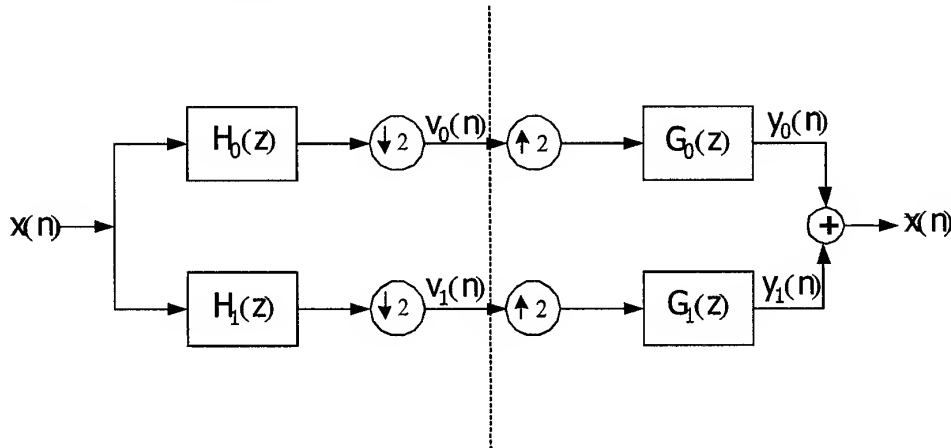 H₀(z) ↓2 v₀(n) ↑2 G₀(z) y₀(n)
x(n) + x(n)
H₁(z) ↓2 v₁(n) ↑2 G₁(z) y₁(n)